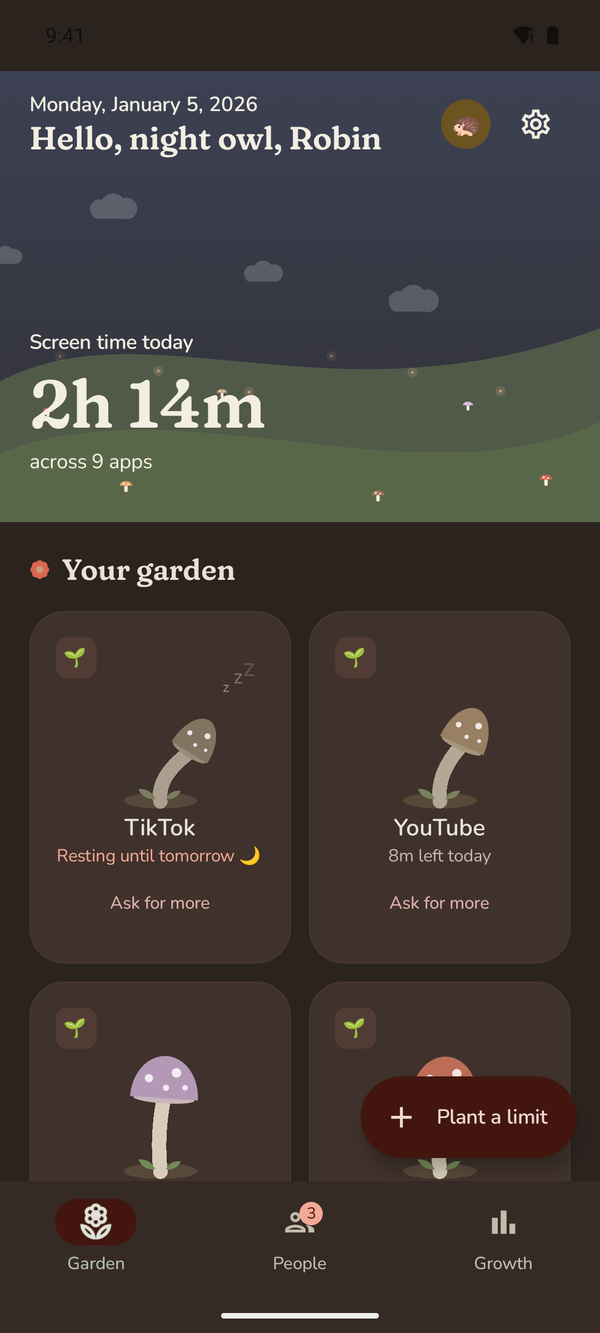 9:41
Monday, January 5, 2026
Hello, night owl, Robin
Screen time today
2h 14m
across 9 apps
Your garden
z z Z
TikTok
Resting until tomorrow 🌙
Ask for more
YouTube
8m left today
Ask for more
Plant a limit
Garden
3
People
Growth